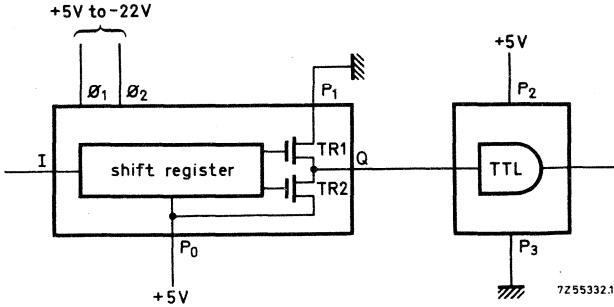 +5V to -22V
Ø1 Ø2
P1
+5V
P2
I
shift register
TR1
TR2
Q
TTL
P0
P3
+5V
7Z55332.1